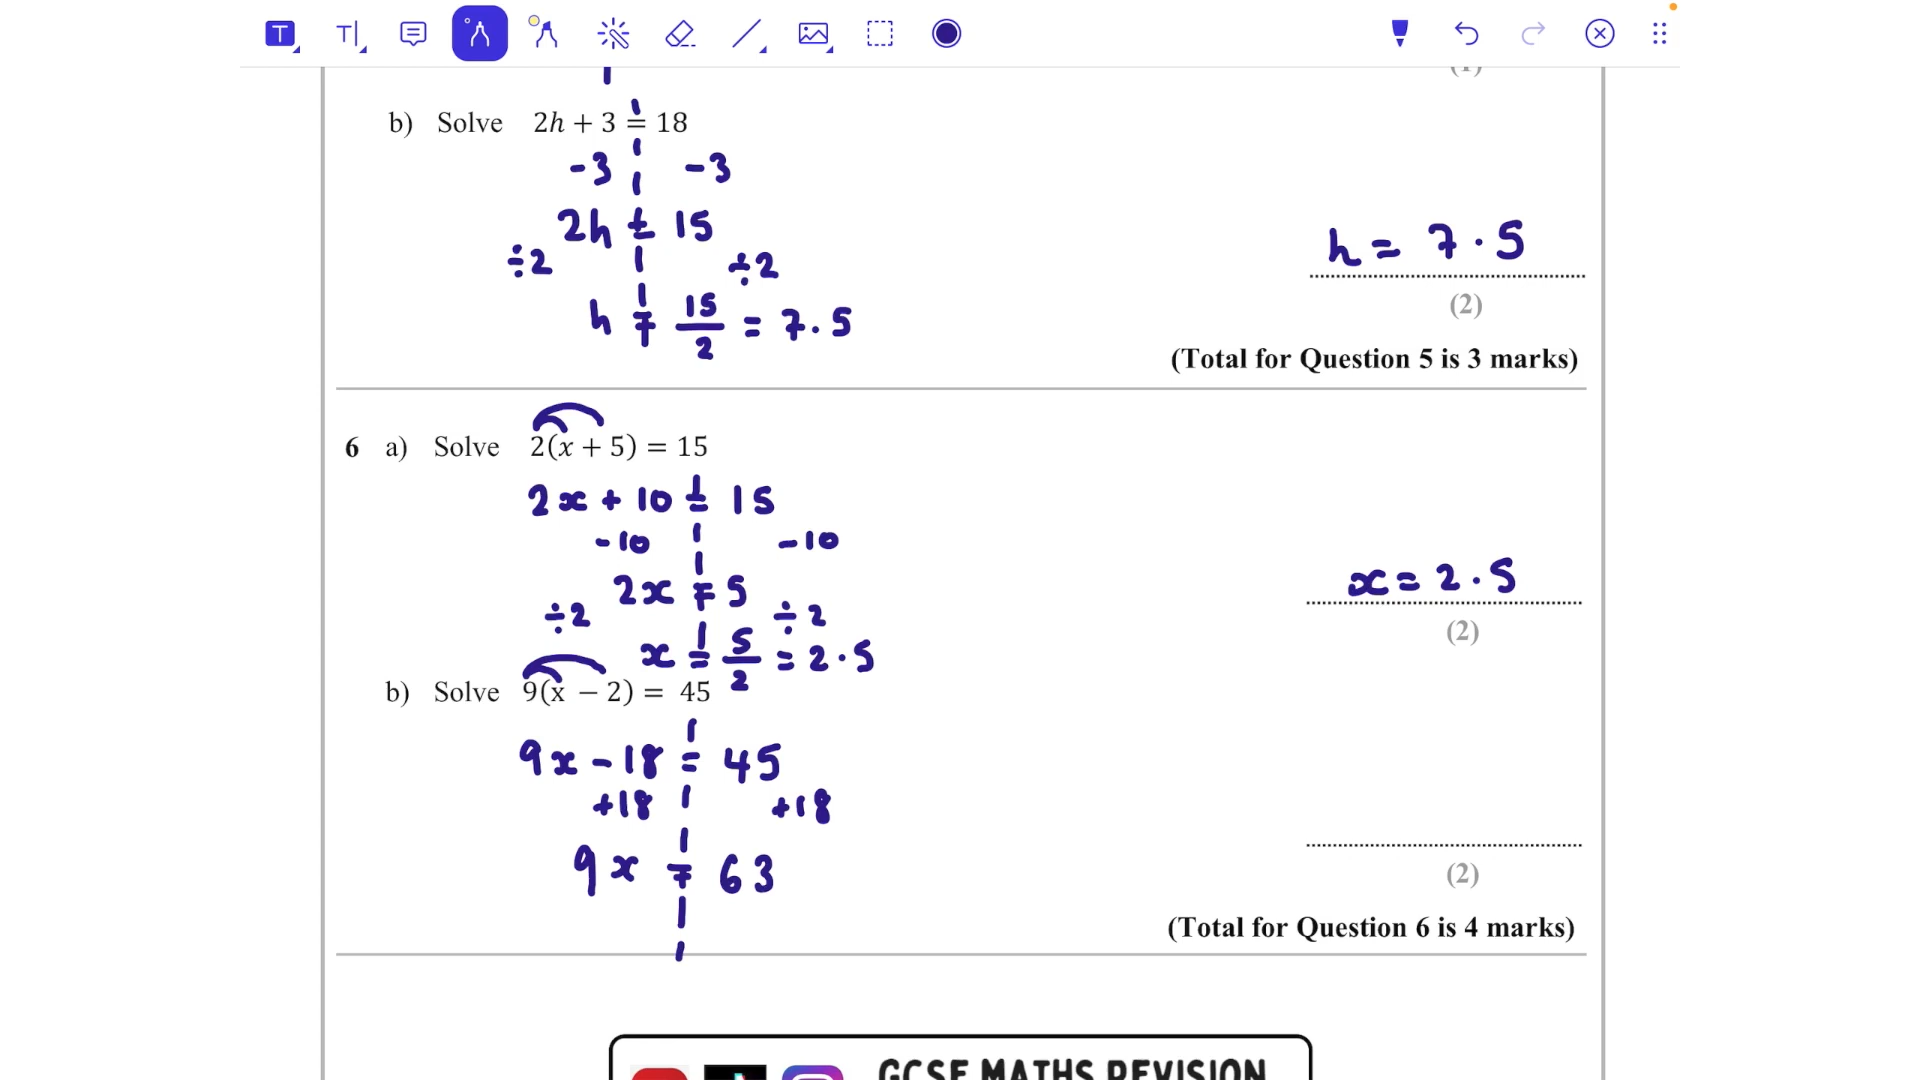 b) Solve 2h + 3 = 18
-3 -3
2h = 15
÷2 ÷2
h = 15/2 = 7.5
h = 7.5
(2)
(Total for Question 5 is 3 marks)
6 a) Solve 2(x + 5) = 15
2x + 10 = 15
-10 -10
2x = 5
÷2 ÷2
x = 5/2 = 2.5
x = 2.5
(2)
b) Solve 9(x − 2) = 45
9x - 18 = 45
+18 +18
9x = 63
(2)
(Total for Question 6 is 4 marks)
GCSE MATHS REVISION